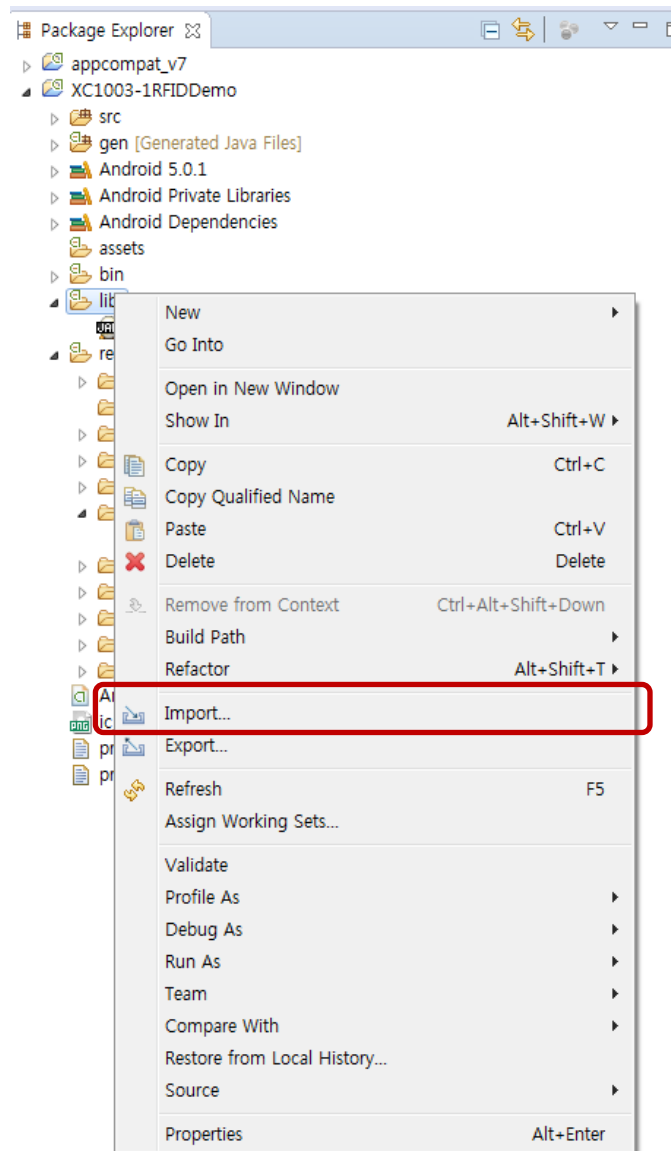 Package Explorer
appcompat_v7
XC1003-1RFIDDemo
src
gen [Generated Java Files]
Android 5.0.1
Android Private Libraries
Android Dependencies
assets
bin
lib
New
JAR
Go Into
re
Open in New Window
Show In Alt+Shift+W
Copy Ctrl+C
Copy Qualified Name
Paste Ctrl+V
Delete Delete
Remove from Context Ctrl+Alt+Shift+Down
Build Path
Refactor Alt+Shift+T
Import...
Export...
Refresh F5
Assign Working Sets...
Validate
Profile As
Debug As
Run As
Team
Compare With
Restore from Local History...
Source
Properties Alt+Enter